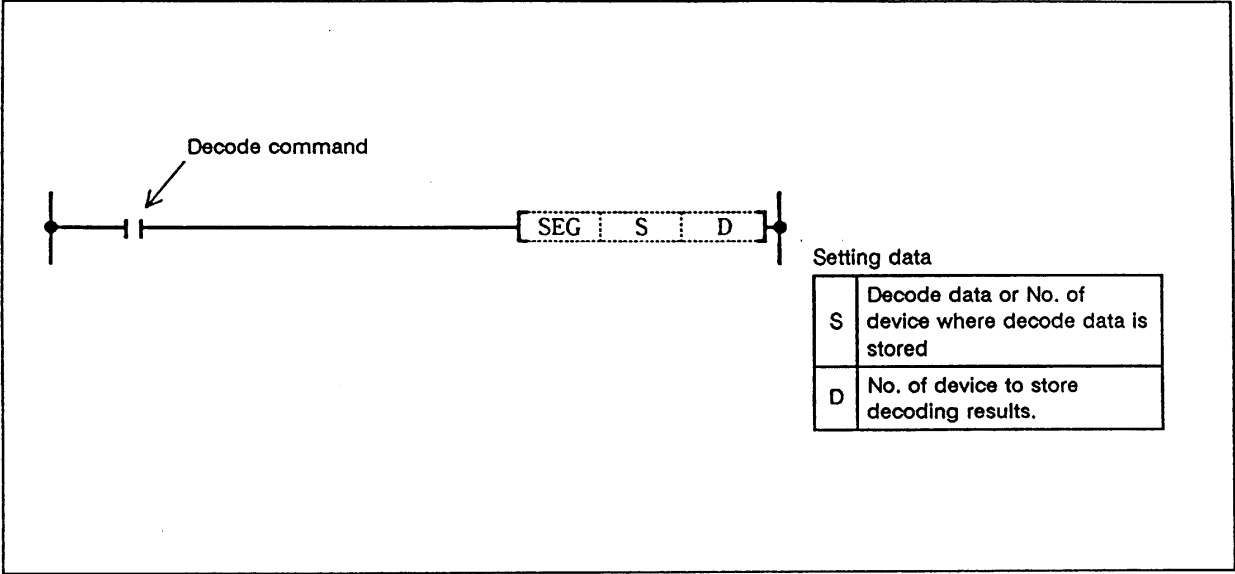 Decode command
SEG S D
Setting data
S
Decode data or No. of
device where decode data is
stored
D
No. of device to store
decoding results.